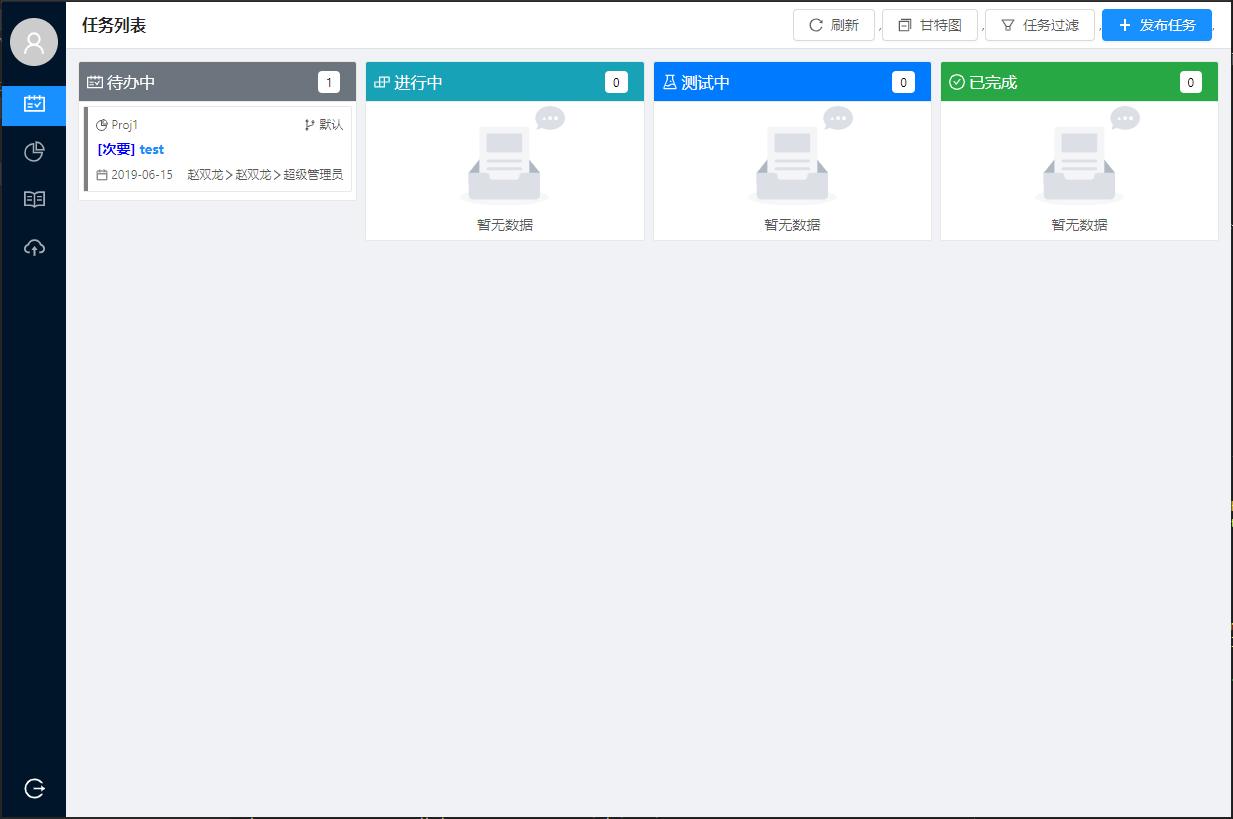 任务列表
刷新 , 甘特图 , 任务过滤 , 发布任务 ,
待办中 1
Proj1 默认
[次要] test
2019-06-15 赵双龙 > 赵双龙 > 超级管理员
进行中 0
暂无数据
测试中 0
暂无数据
已完成 0
暂无数据